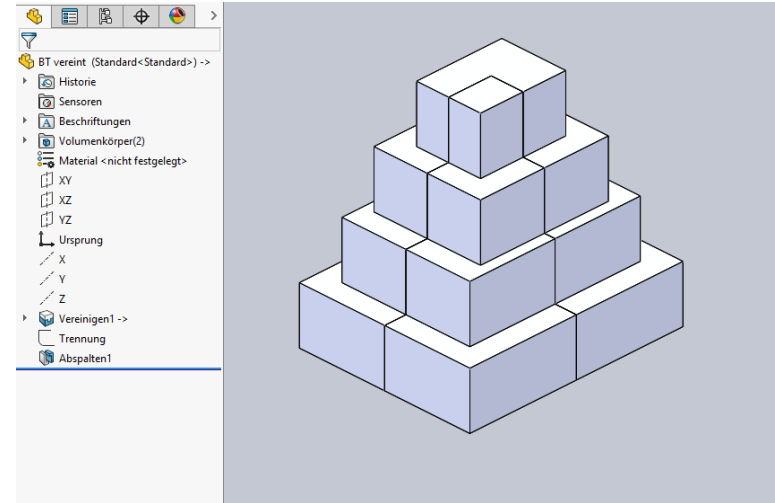 BT vereint (Standard<Standard>) ->
Historie
Sensoren
Beschriftungen
Volumenkörper(2)
Material <nicht festgelegt>
XY
XZ
YZ
Ursprung
X
Y
Z
Vereinigen1 ->
Trennung
Abspalten1